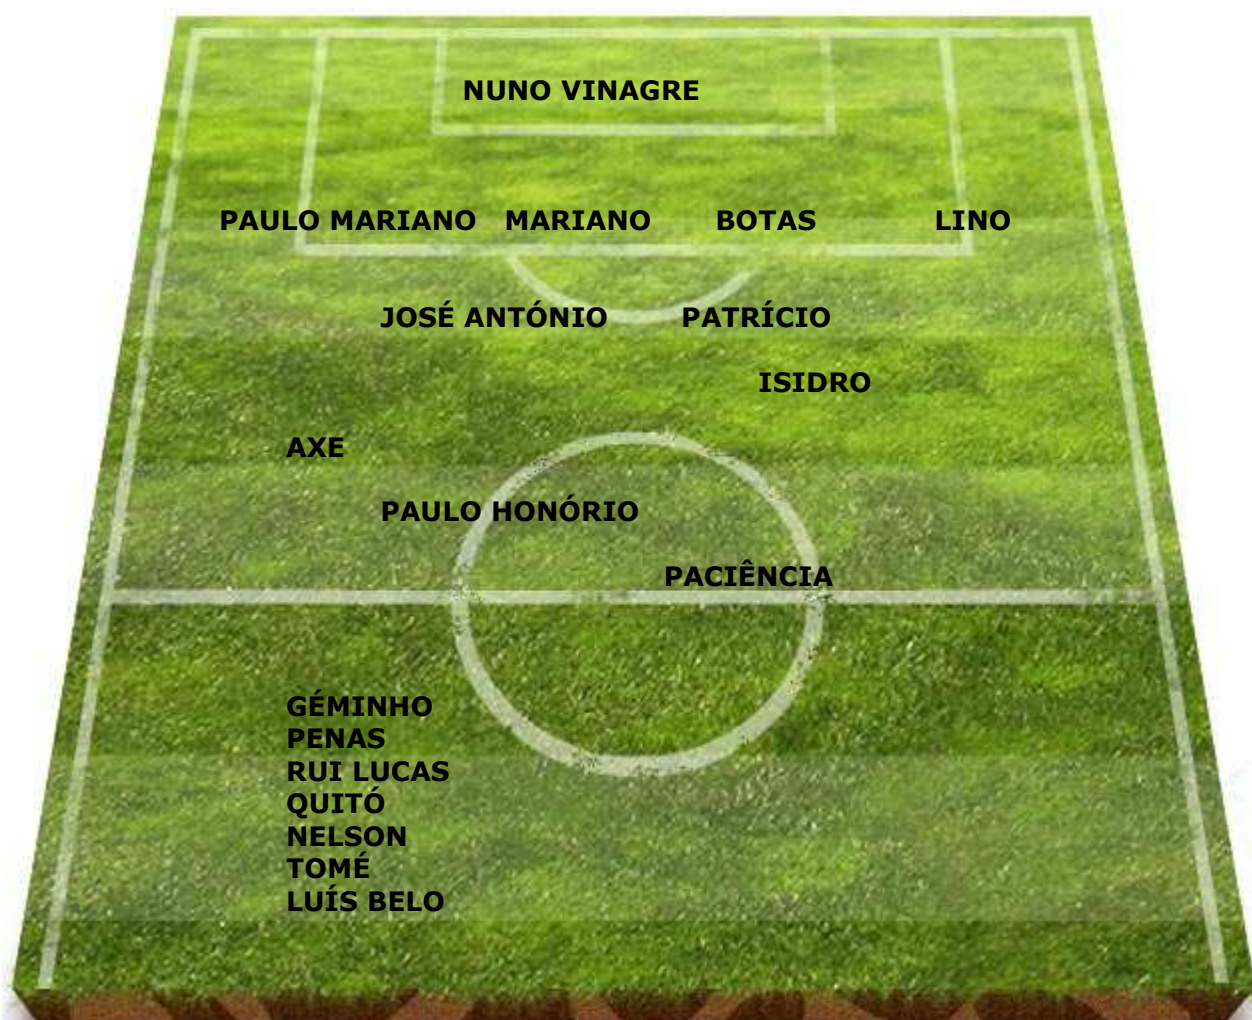 NUNO VINAGRE
PAULO MARIANO MARIANO BOTAS LINO
JOSÉ ANTÓNIO PATRÍCIO
ISIDRO
AXE
PAULO HONÓRIO
PACIÊNCIA
GÉMINHO
PENAS
RUI LUCAS
QUITÓ
NELSON
TOMÉ
LUÍS BELO